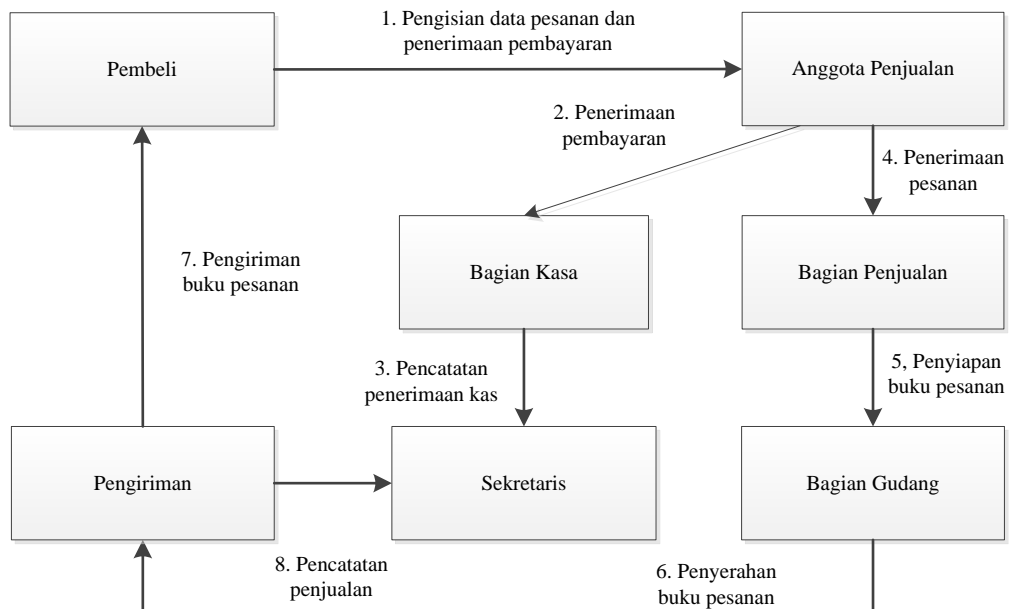 1. Pengisian data pesanan dan
penerimaan pembayaran
Pembeli
Anggota Penjualan
2. Penerimaan
pembayaran
4. Penerimaan
pesanan
7. Pengiriman
buku pesanan
Bagian Kasa
Bagian Penjualan
3. Pencatatan
penerimaan kas
5, Penyiapan
buku pesanan
Pengiriman
Sekretaris
Bagian Gudang
8. Pencatatan
penjualan
6. Penyerahan
buku pesanan